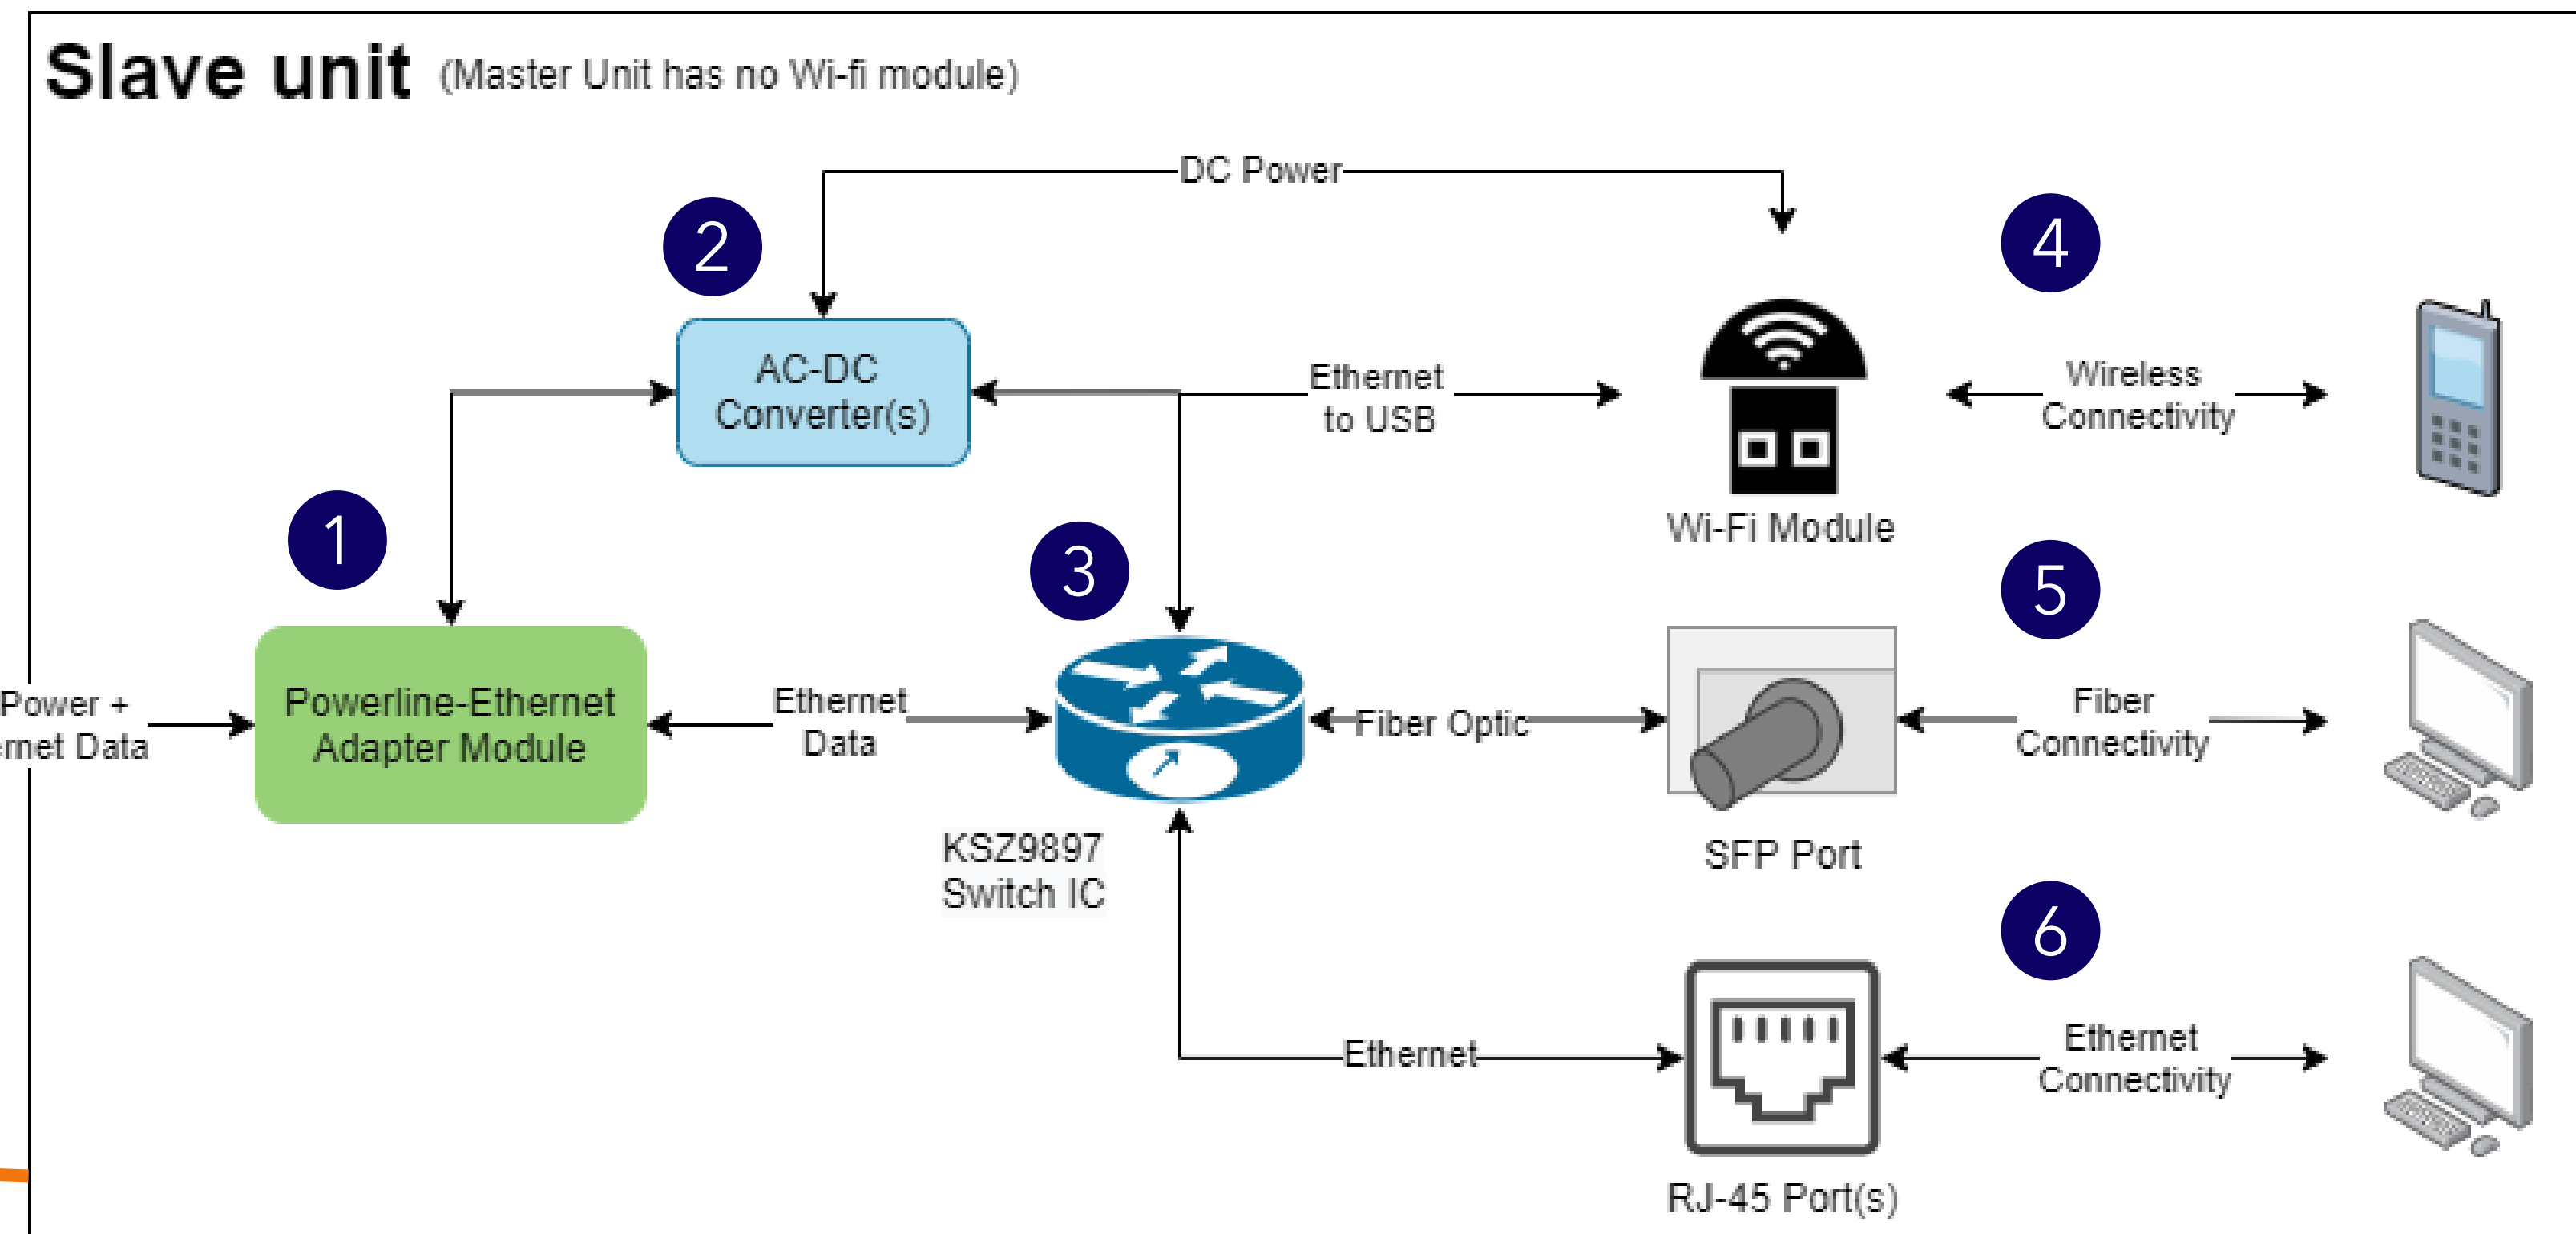 Slave unit (Master Unit has no Wi-fi module)
DC Power
2
4
AC-DC
Converter(s)
Ethernet
to USB
Wireless
Connectivity
Wi-Fi Module
1
3
5
Power +
Data
Powerline-Ethernet
Adapter Module
Ethernet
Data
Fiber Optic
Fiber
Connectivity
KSZ9897
Switch IC
SFP Port
6
Ethernet
Ethernet
Connectivity
RJ-45 Port(s)